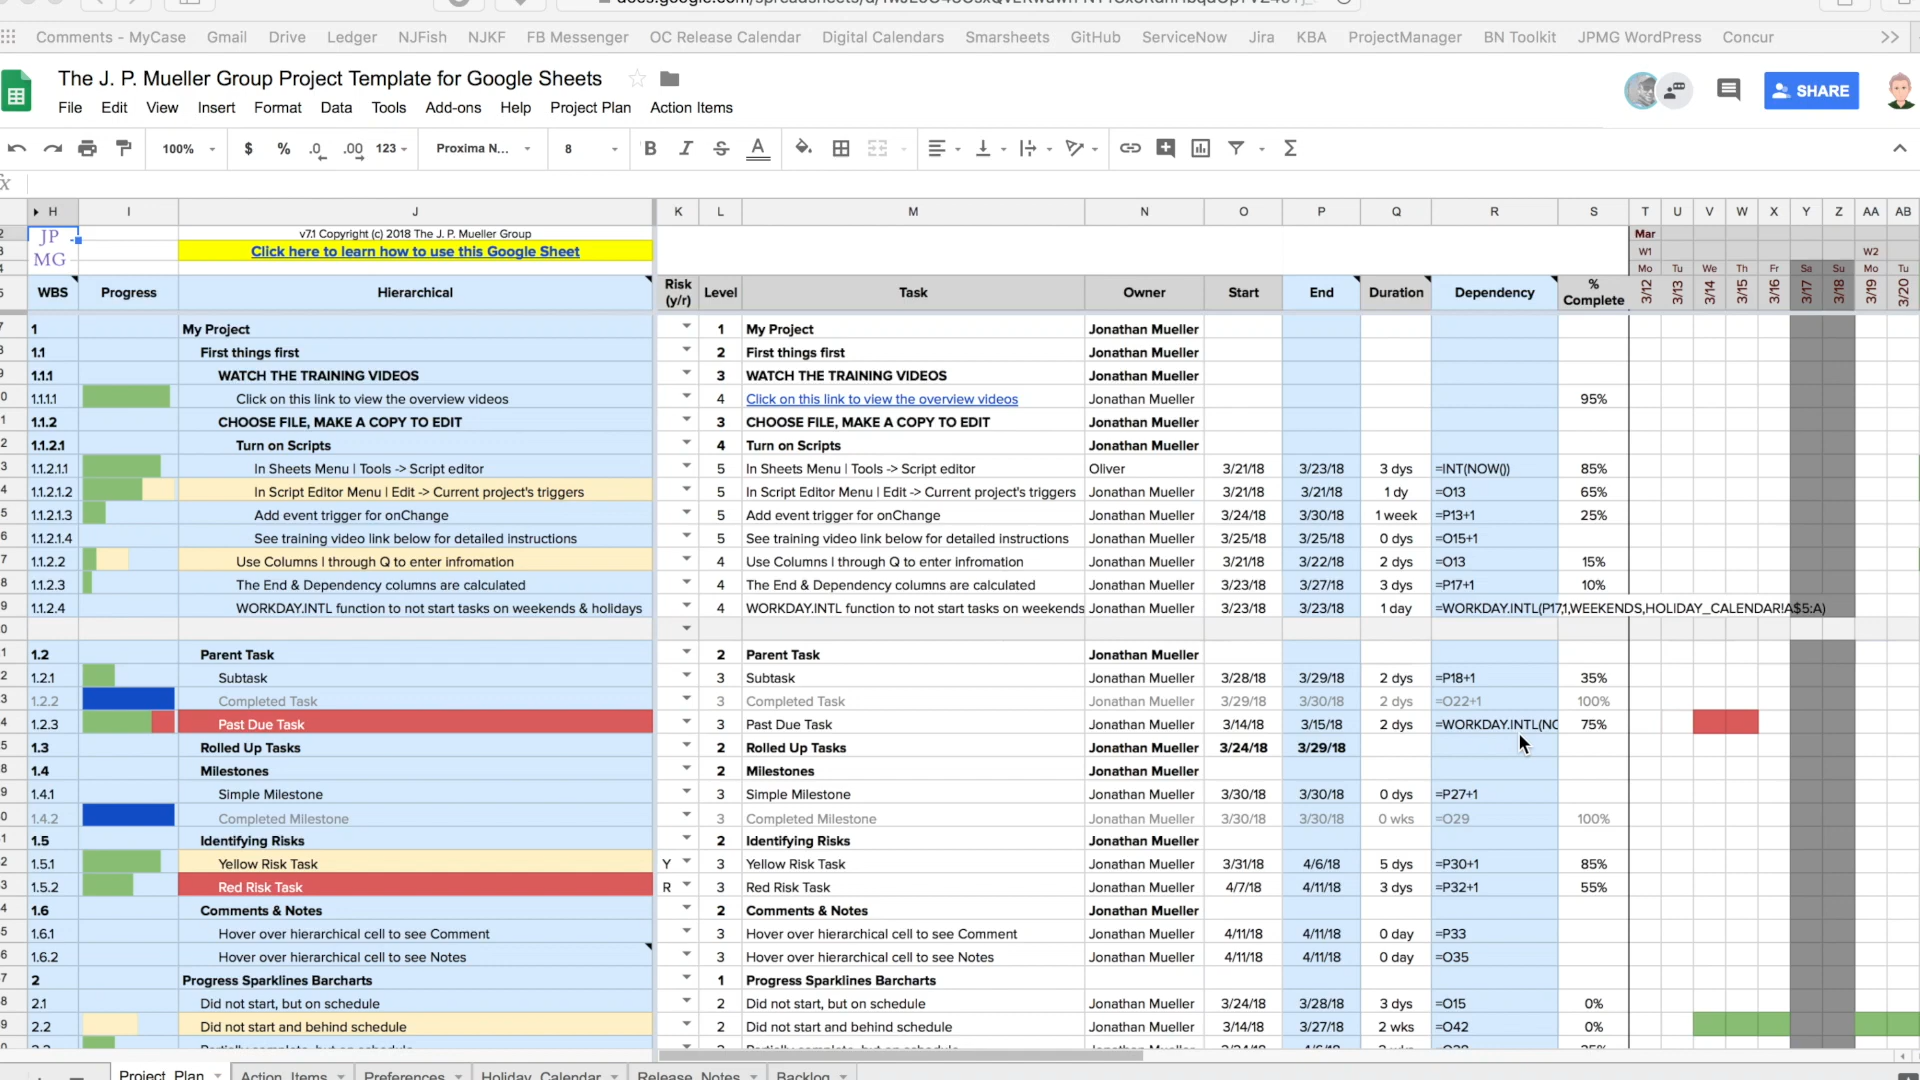 Comments - MyCase Gmail Drive Ledger NJFish NJKF FB Messenger OC Release Calendar Digital Calendars Smarsheets GitHub ServiceNow Jira KBA ProjectManager BN Toolkit JPMG WordPress Concur >>
The J. P. Mueller Group Project Template for Google Sheets
File Edit View Insert Format Data Tools Add-ons Help Project Plan Action Items
SHARE
100% $ % .0 .00 123 Proxima N... 8 B I S A Σ
H I J K L M N O P Q R S T U V W X Y Z AA AB
JP MG
v7.1 Copyright (c) 2018 The J. P. Mueller Group
Click here to learn how to use this Google Sheet
Mar
W1 W2
Mo Tu We Th Fr Sa Su Mo Tu
WBS Progress Hierarchical Risk (y/r) Level Task Owner Start End Duration Dependency % Complete 3/12 3/13 3/14 3/15 3/16 3/17 3/18 3/19 3/20
1 My Project 1 My Project Jonathan Mueller
1.1 First things first 2 First things first Jonathan Mueller
1.1.1 WATCH THE TRAINING VIDEOS 3 WATCH THE TRAINING VIDEOS Jonathan Mueller
1.1.1.1 Click on this link to view the overview videos 4 Click on this link to view the overview videos Jonathan Mueller 95%
1.1.2 CHOOSE FILE, MAKE A COPY TO EDIT 3 CHOOSE FILE, MAKE A COPY TO EDIT Jonathan Mueller
1.1.2.1 Turn on Scripts 4 Turn on Scripts Jonathan Mueller
1.1.2.1.1 In Sheets Menu | Tools -> Script editor 5 In Sheets Menu | Tools -> Script editor Oliver 3/21/18 3/23/18 3 dys =INT(NOW()) 85%
1.1.2.1.2 In Script Editor Menu | Edit -> Current project's triggers 5 In Script Editor Menu | Edit -> Current project's triggers Jonathan Mueller 3/21/18 3/21/18 1 dy =O13 65%
1.1.2.1.3 Add event trigger for onChange 5 Add event trigger for onChange Jonathan Mueller 3/24/18 3/30/18 1 week =P13+1 25%
1.1.2.1.4 See training video link below for detailed instructions 5 See training video link below for detailed instructions Jonathan Mueller 3/25/18 3/25/18 0 dys =O15+1
1.1.2.2 Use Columns I through Q to enter infromation 4 Use Columns I through Q to enter infromation Jonathan Mueller 3/21/18 3/22/18 2 dys =O13 15%
1.1.2.3 The End & Dependency columns are calculated 4 The End & Dependency columns are calculated Jonathan Mueller 3/23/18 3/27/18 3 dys =P17+1 10%
1.1.2.4 WORKDAY.INTL function to not start tasks on weekends & holidays 4 WORKDAY.INTL function to not start tasks on weekends Jonathan Mueller 3/23/18 3/23/18 1 day =WORKDAY.INTL(P17,1,WEEKENDS,HOLIDAY_CALENDAR!A$5:A)
1.2 Parent Task 2 Parent Task Jonathan Mueller
1.2.1 Subtask 3 Subtask Jonathan Mueller 3/28/18 3/29/18 2 dys =P18+1 35%
1.2.2 Completed Task 3 Completed Task Jonathan Mueller 3/29/18 3/30/18 2 dys =O22+1 100%
1.2.3 Past Due Task 3 Past Due Task Jonathan Mueller 3/14/18 3/15/18 2 dys =WORKDAY.INTL(NO 75%
1.3 Rolled Up Tasks 2 Rolled Up Tasks Jonathan Mueller 3/24/18 3/29/18
1.4 Milestones 2 Milestones Jonathan Mueller
1.4.1 Simple Milestone 3 Simple Milestone Jonathan Mueller 3/30/18 3/30/18 0 dys =P27+1
1.4.2 Completed Milestone 3 Completed Milestone Jonathan Mueller 3/30/18 3/30/18 0 wks =O29 100%
1.5 Identifying Risks 2 Identifying Risks Jonathan Mueller
1.5.1 Yellow Risk Task Y 3 Yellow Risk Task Jonathan Mueller 3/31/18 4/6/18 5 dys =P30+1 85%
1.5.2 Red Risk Task R 3 Red Risk Task Jonathan Mueller 4/7/18 4/11/18 3 dys =P32+1 55%
1.6 Comments & Notes 2 Comments & Notes Jonathan Mueller
1.6.1 Hover over hierarchical cell to see Comment 3 Hover over hierarchical cell to see Comment Jonathan Mueller 4/11/18 4/11/18 0 day =P33
1.6.2 Hover over hierarchical cell to see Notes 3 Hover over hierarchical cell to see Notes Jonathan Mueller 4/11/18 4/11/18 0 day =O35
2 Progress Sparklines Barcharts 1 Progress Sparklines Barcharts
2.1 Did not start, but on schedule 2 Did not start, but on schedule Jonathan Mueller 3/24/18 3/28/18 3 dys =O15 0%
2.2 Did not start and behind schedule 2 Did not start and behind schedule Jonathan Mueller 3/14/18 3/27/18 2 wks =O42 0%
Project_Plan Action_Items Preferences Holiday_Calendar Release_Notes Backlog